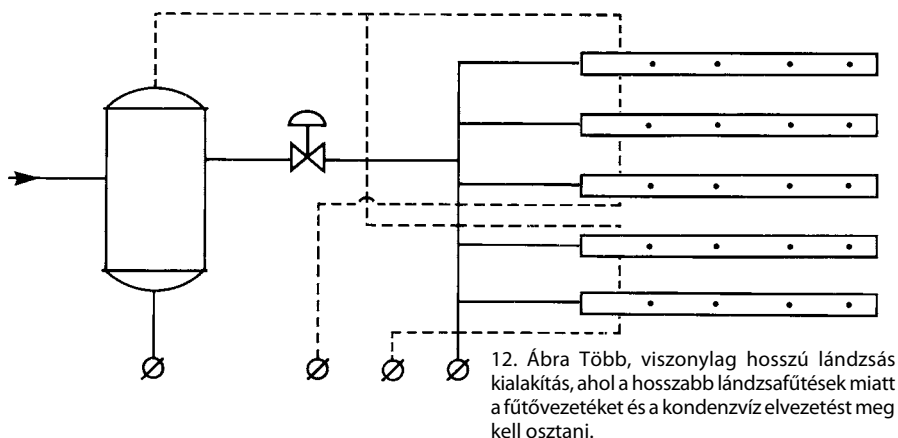 12. Ábra Több, viszonylag hosszú lándzsás
kialakítás, ahol a hosszabb lándzsafűtések miatt
a fűtővezetéket és a kondenzvíz elvezetést meg
kell osztani.